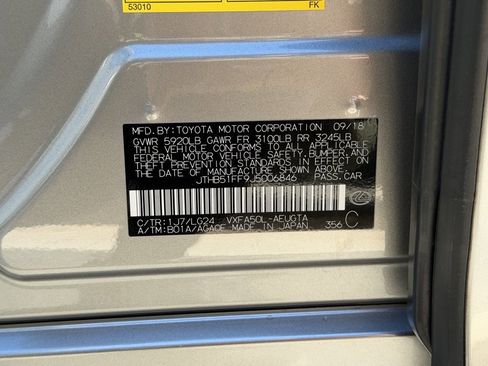 53010 FK
MFD.BY:TOYOTA MOTOR CORPORATION 09/18
GVWR 5920LB GAWR FR 3100LB RR 3245LB
THIS VEHICLE CONFORMS TO ALL APPLICABLE
FEDERAL MOTOR VEHICLE SAFETY, BUMPER, AND
THEFT PREVENTION STANDARDS IN EFFECT ON
THE DATE OF MANUFACTURE SHOWN ABOVE.
JTHB51FF9J5006846 PASS.CAR
C/TR:1J7/LG24 VXFA50L-AEUGTA
A/TM:B01A/AGA0E MADE IN JAPAN 356 C